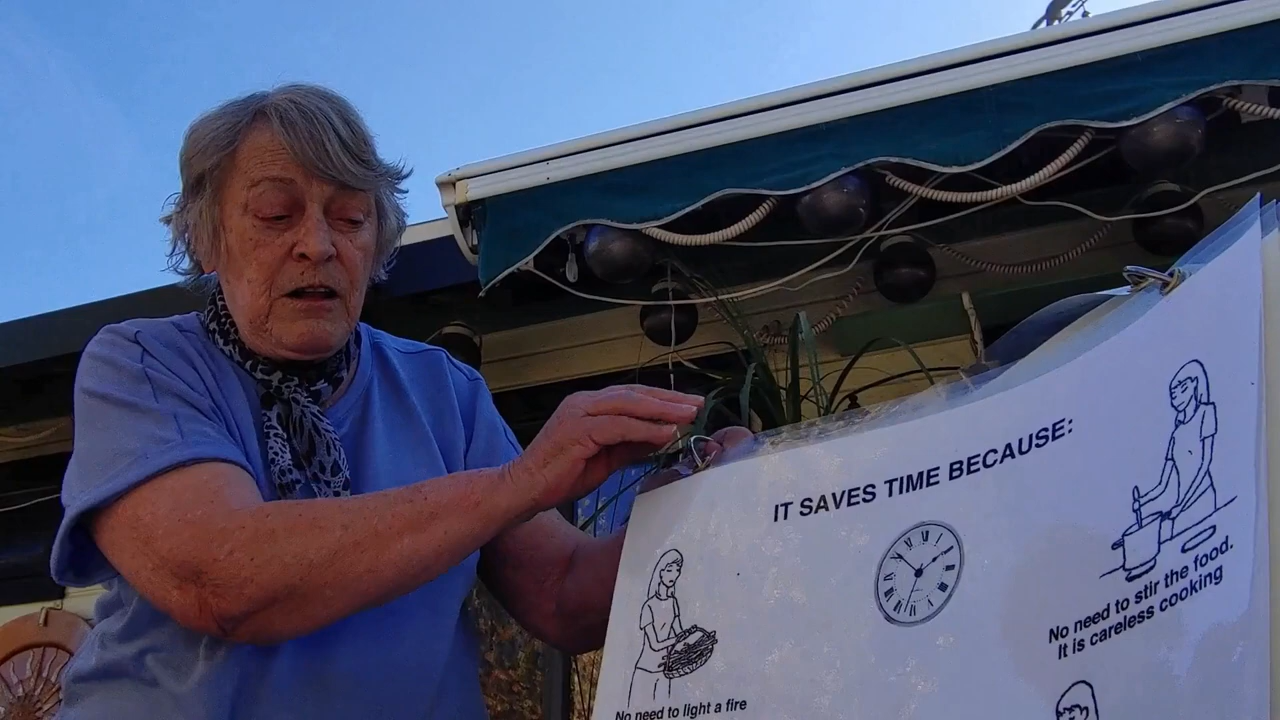 IT SAVES TIME BECAUSE:
No need to stir the food.
It is careless cooking
No need to light a fire